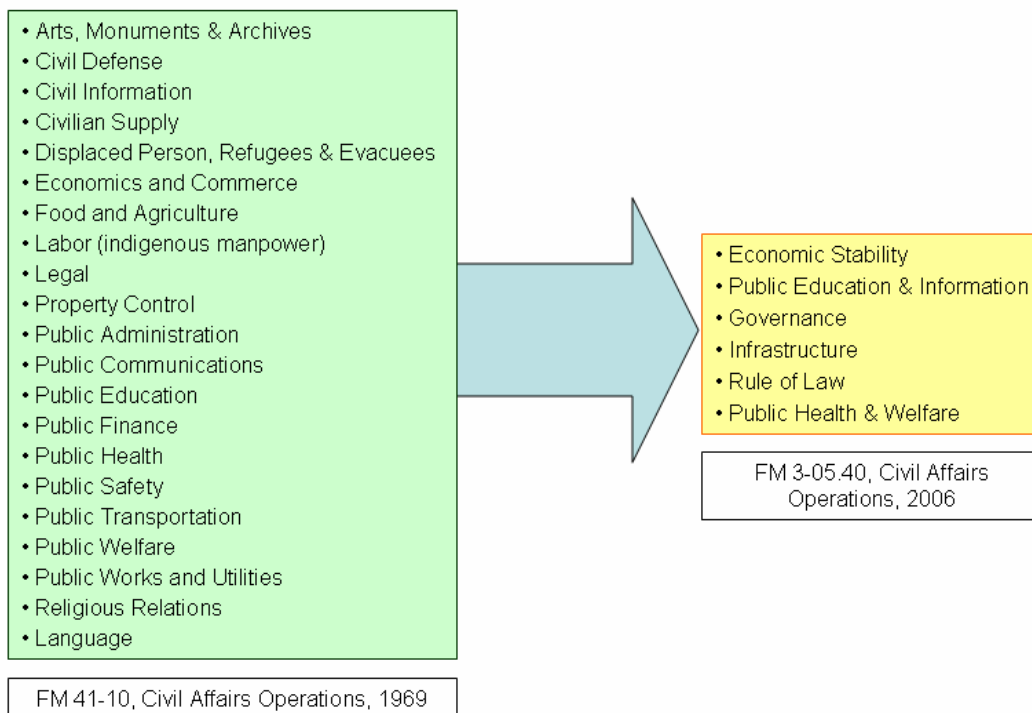 • Arts, Monuments & Archives
• Civil Defense
• Civil Information
• Civilian Supply
• Displaced Person, Refugees & Evacuees
• Economics and Commerce
• Food and Agriculture
• Labor (indigenous manpower)
• Legal
• Property Control
• Public Administration
• Public Communications
• Public Education
• Public Finance
• Public Health
• Public Safety
• Public Transportation
• Public Welfare
• Public Works and Utilities
• Religious Relations
• Language
FM 41-10, Civil Affairs Operations, 1969
• Economic Stability
• Public Education & Information
• Governance
• Infrastructure
• Rule of Law
• Public Health & Welfare
FM 3-05.40, Civil Affairs
Operations, 2006